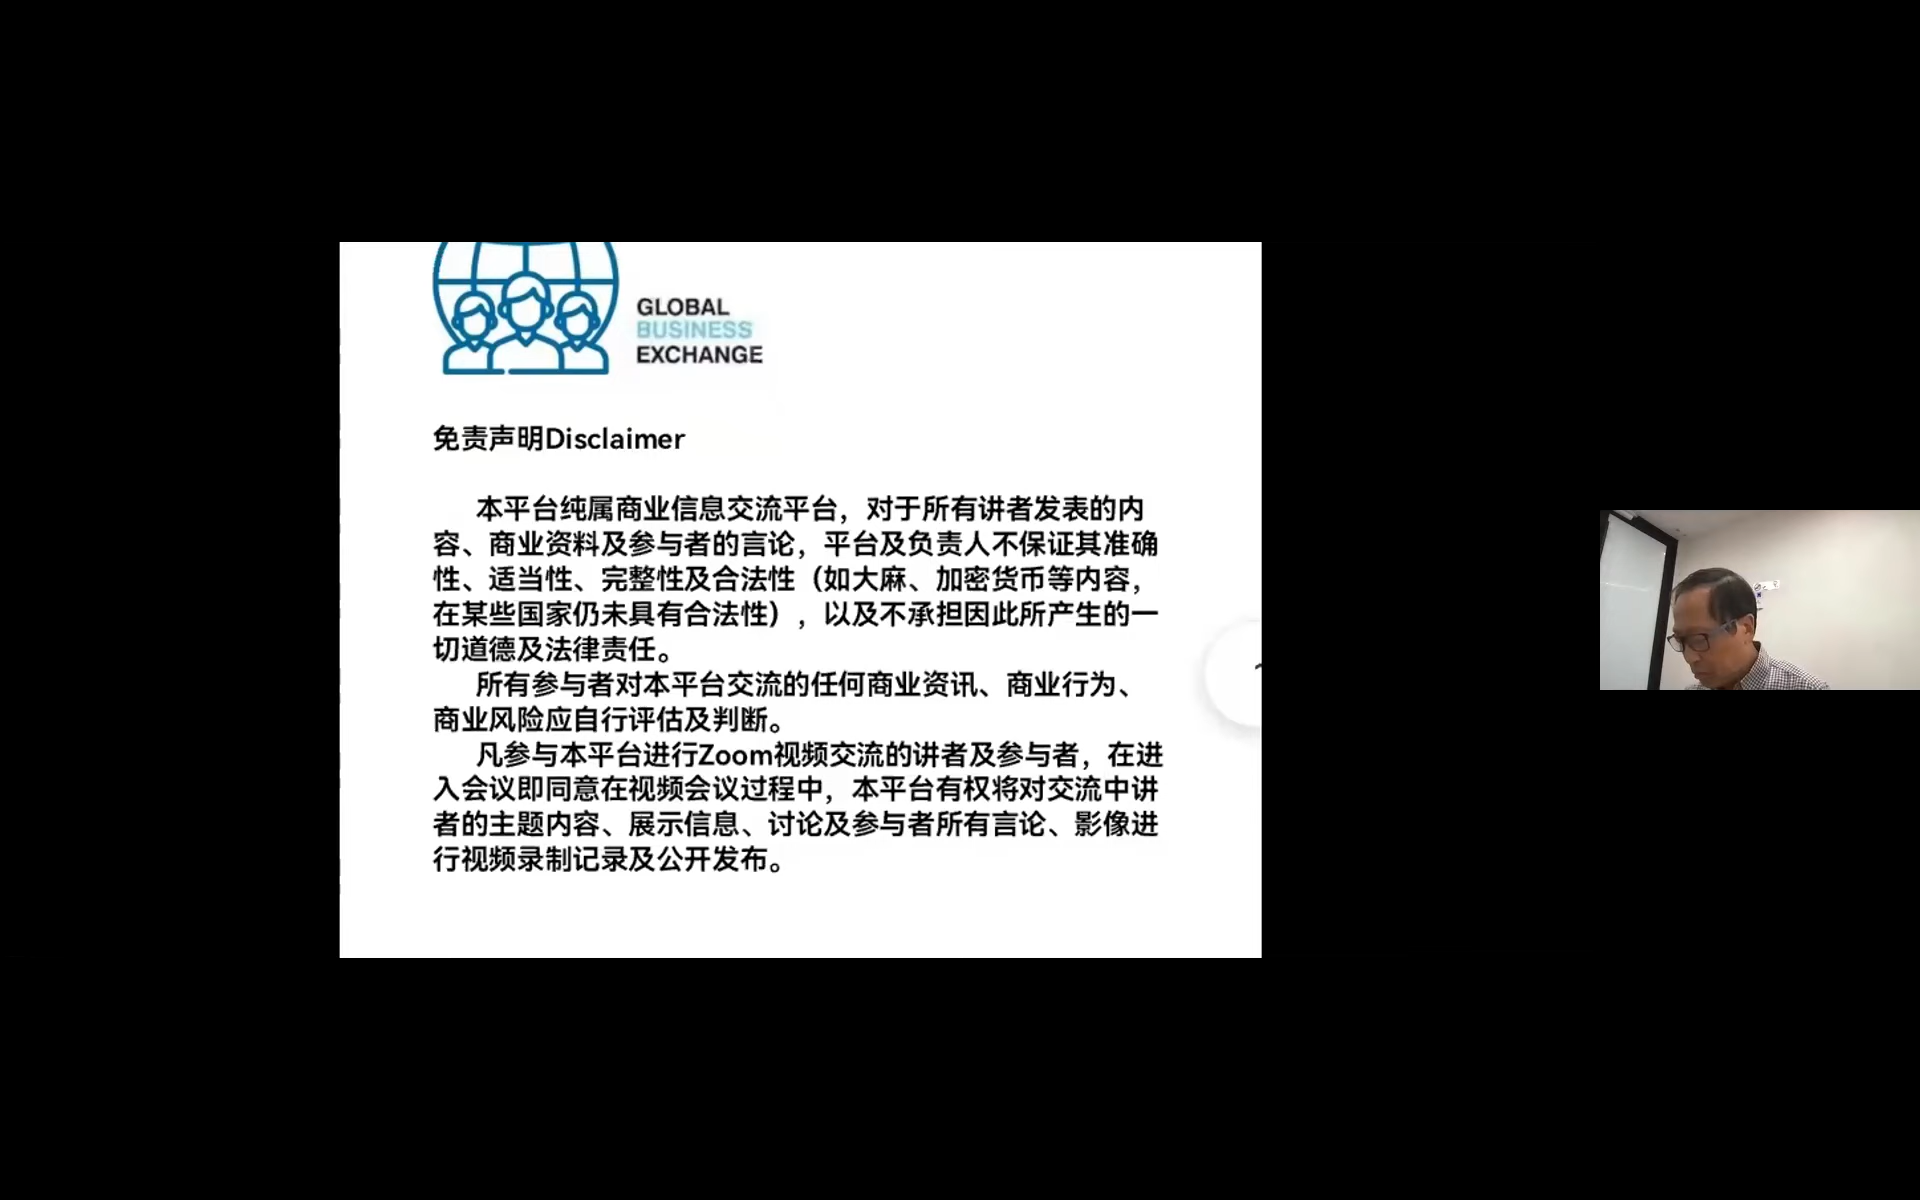 GLOBAL
BUSINESS
EXCHANGE
免责声明Disclaimer
本平台纯属商业信息交流平台，对于所有讲者发表的内
容、商业资料及参与者的言论，平台及负责人不保证其准确
性、适当性、完整性及合法性（如大麻、加密货币等内容，
在某些国家仍未具有合法性），以及不承担因此所产生的一
切道德及法律责任。
所有参与者对本平台交流的任何商业资讯、商业行为、
商业风险应自行评估及判断。
凡参与本平台进行Zoom视频交流的讲者及参与者，在进
入会议即同意在视频会议过程中，本平台有权将对交流中讲
者的主题内容、展示信息、讨论及参与者所有言论、影像进
行视频录制记录及公开发布。